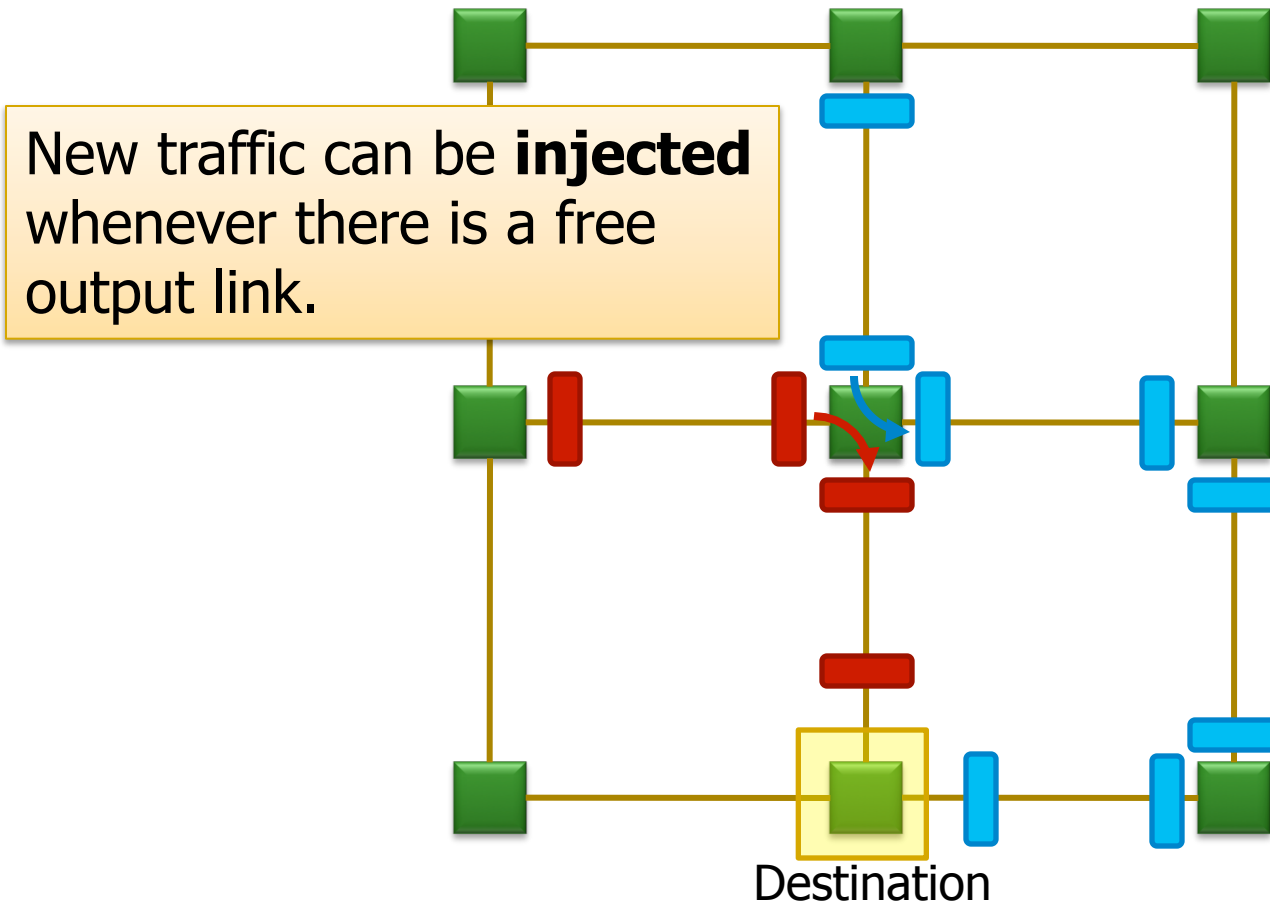 New traffic can be injected
whenever there is a free
output link.
Destination